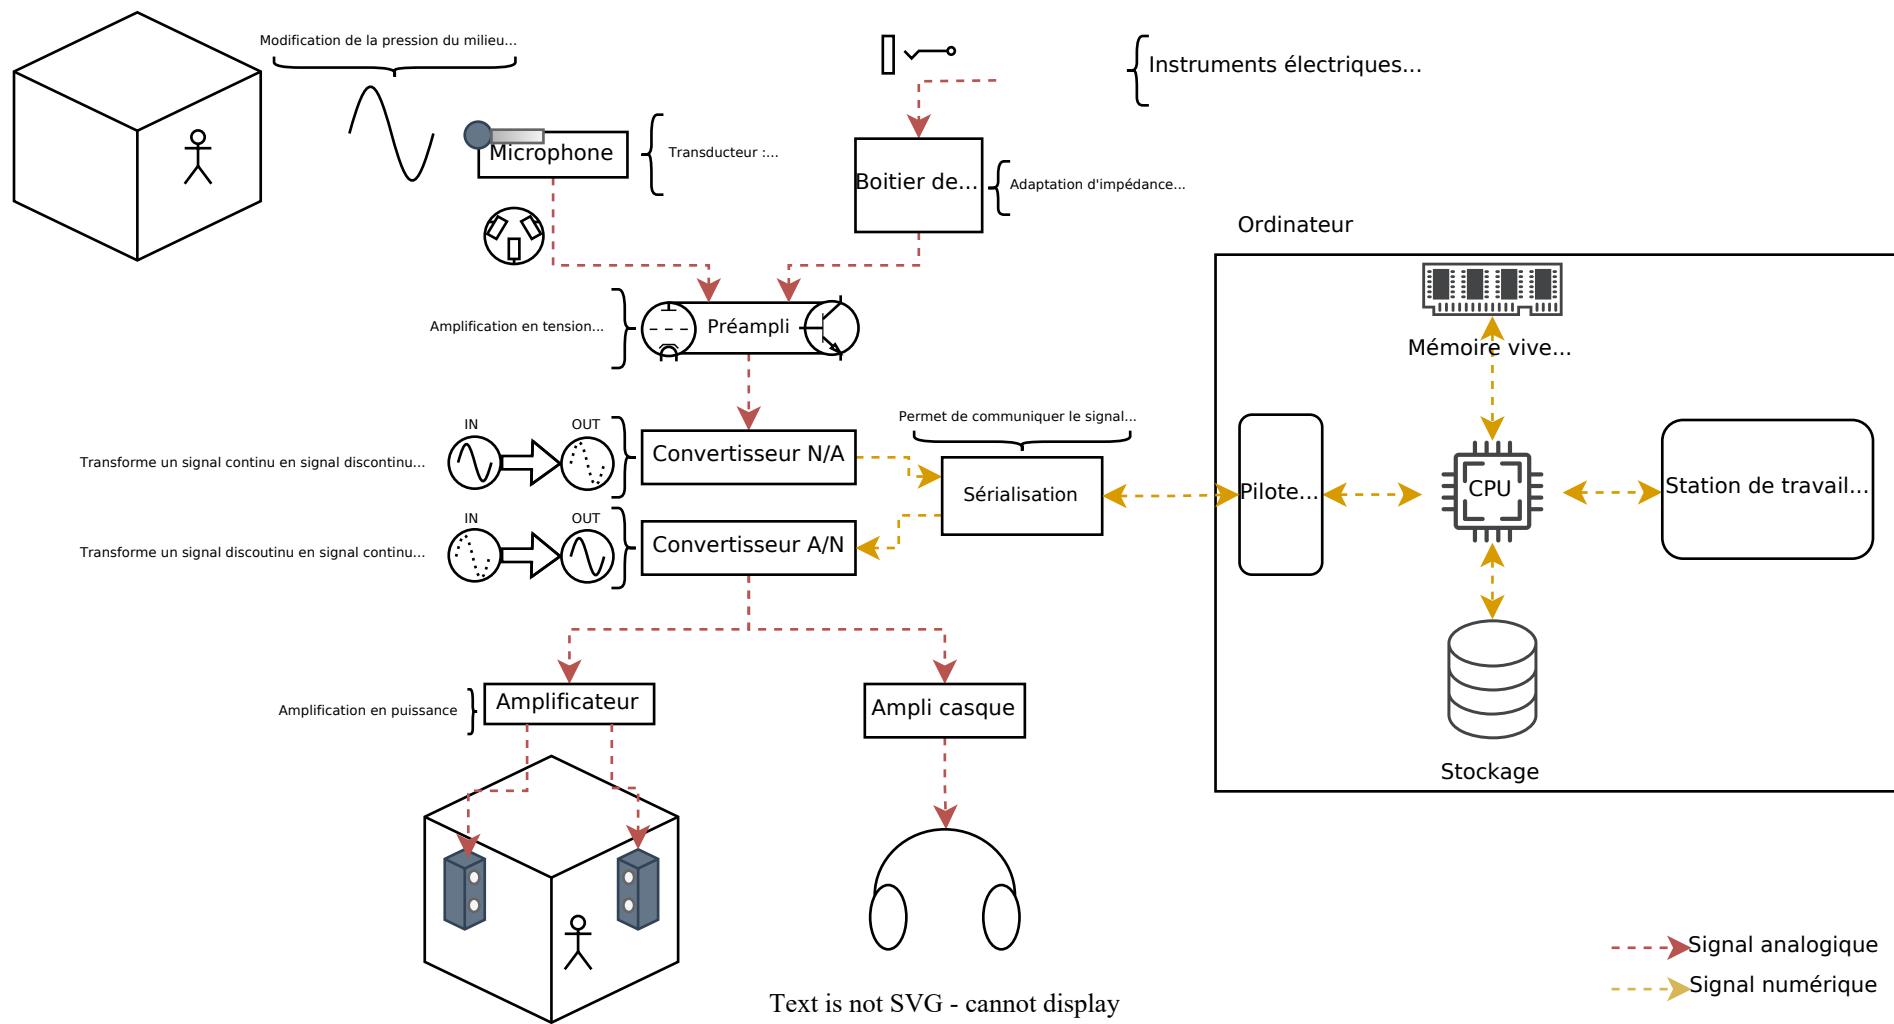 Modification de la pression du milieu...
Instruments électriques...
Microphone
Transducteur :...
Boitier de...
Adaptation d'impédance...
Ordinateur
Amplification en tension...
Préampli
Mémoire vive...
IN
OUT
Permet de communiquer le signal...
Transforme un signal continu en signal discontinu...
Convertisseur N/A
Sérialisation
Pilote...
CPU
Station de travail...
IN
OUT
Transforme un signal discoutinu en signal continu...
Convertisseur A/N
Amplification en puissance
Amplificateur
Ampli casque
Stockage
Signal analogique
Signal numérique
Text is not SVG - cannot display